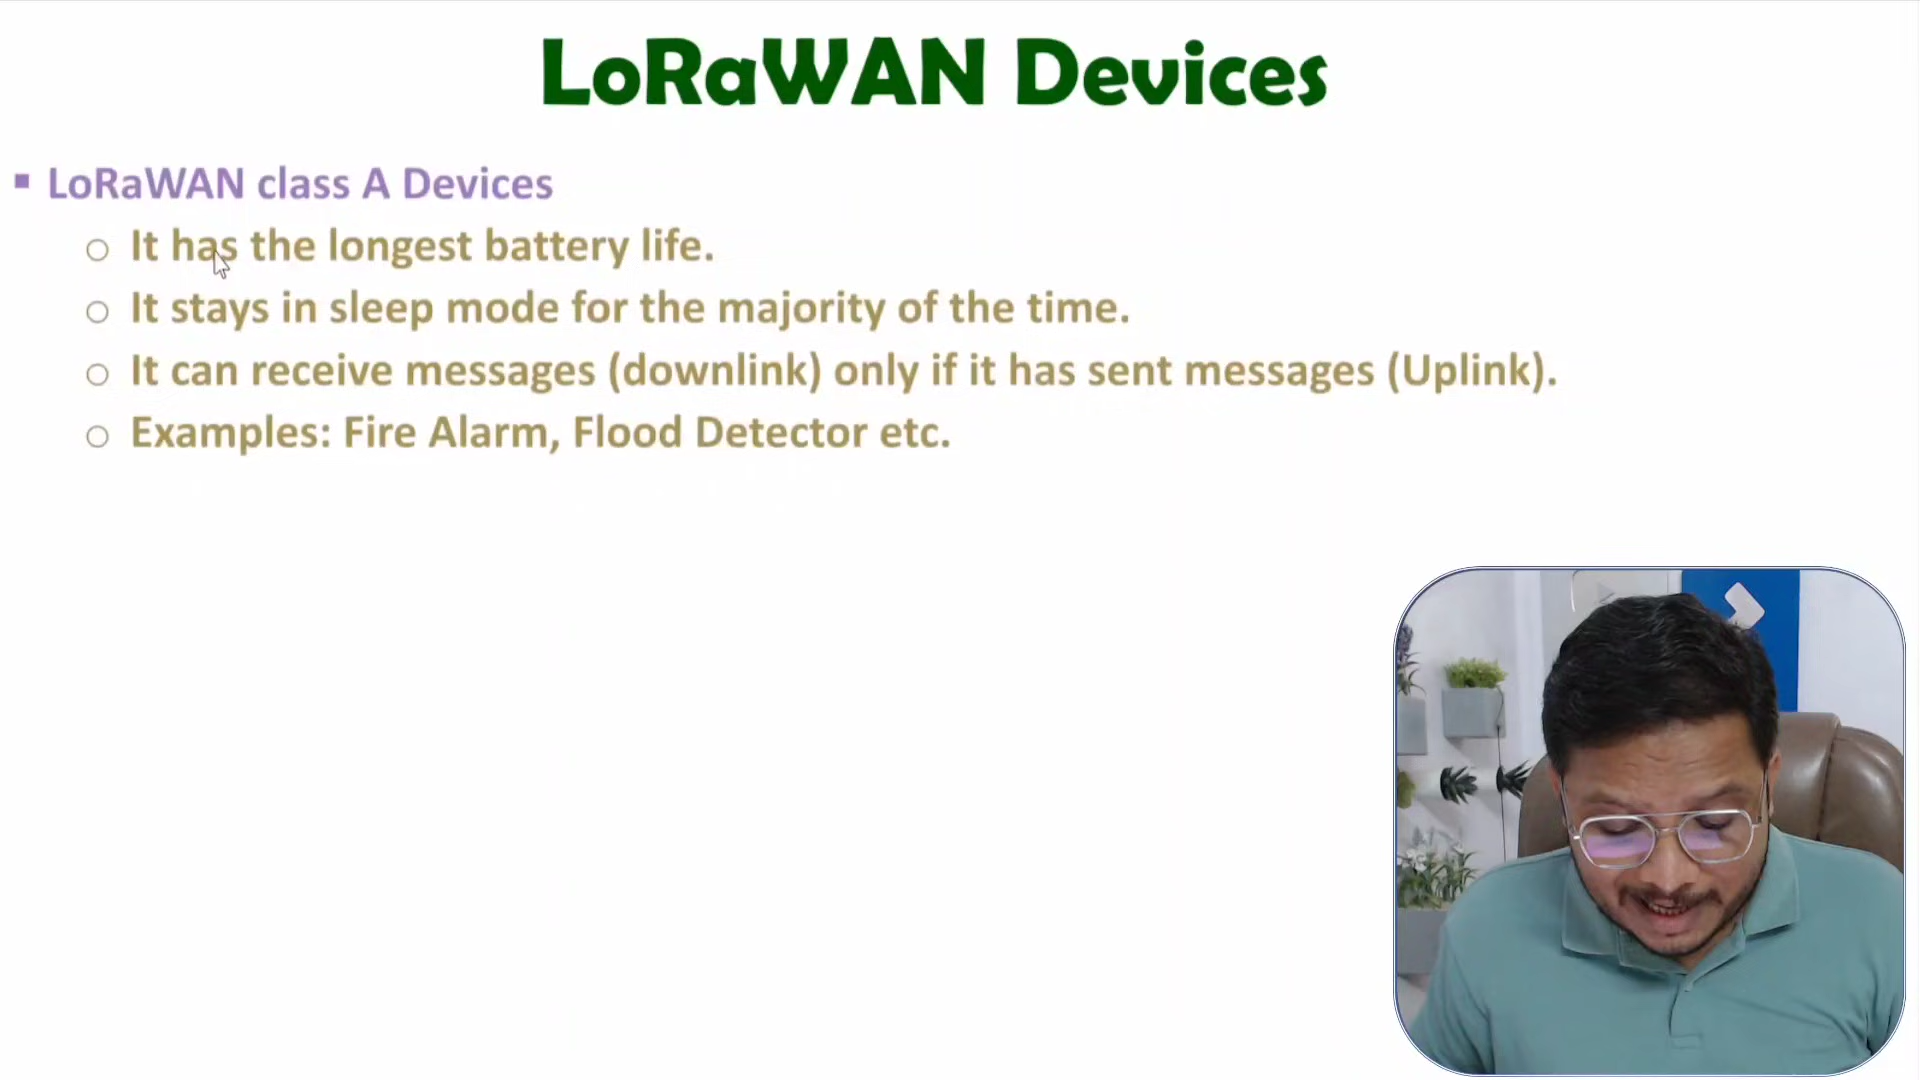 LoRaWAN Devices
LoRaWAN class A Devices
It has the longest battery life.
It stays in sleep mode for the majority of the time.
It can receive messages (downlink) only if it has sent messages (Uplink).
Examples: Fire Alarm, Flood Detector etc.